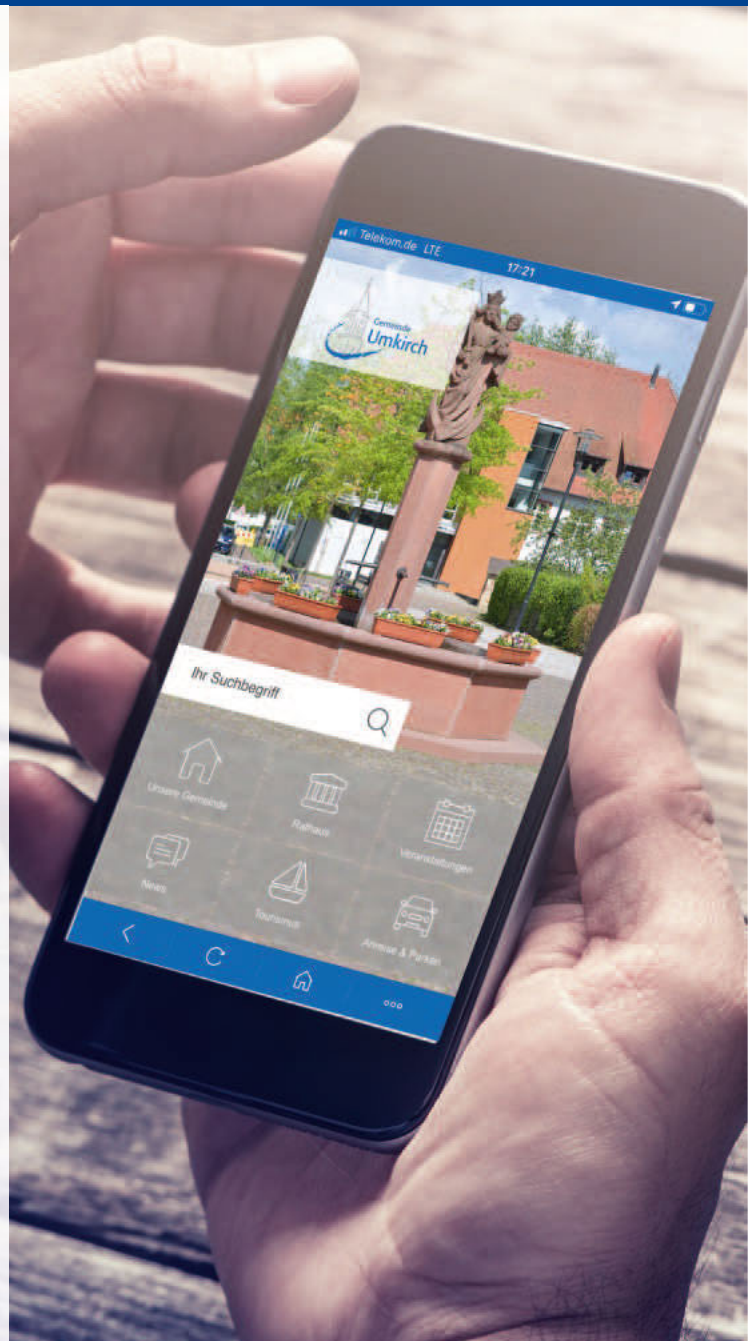 Telekom.de LTE
17:21
Gemeinde
Umkirch
Ihr Suchbegriff
Unsere Gemeinde
Rathaus
Veranstaltungen
News
Tourismus
Anreise & Parken